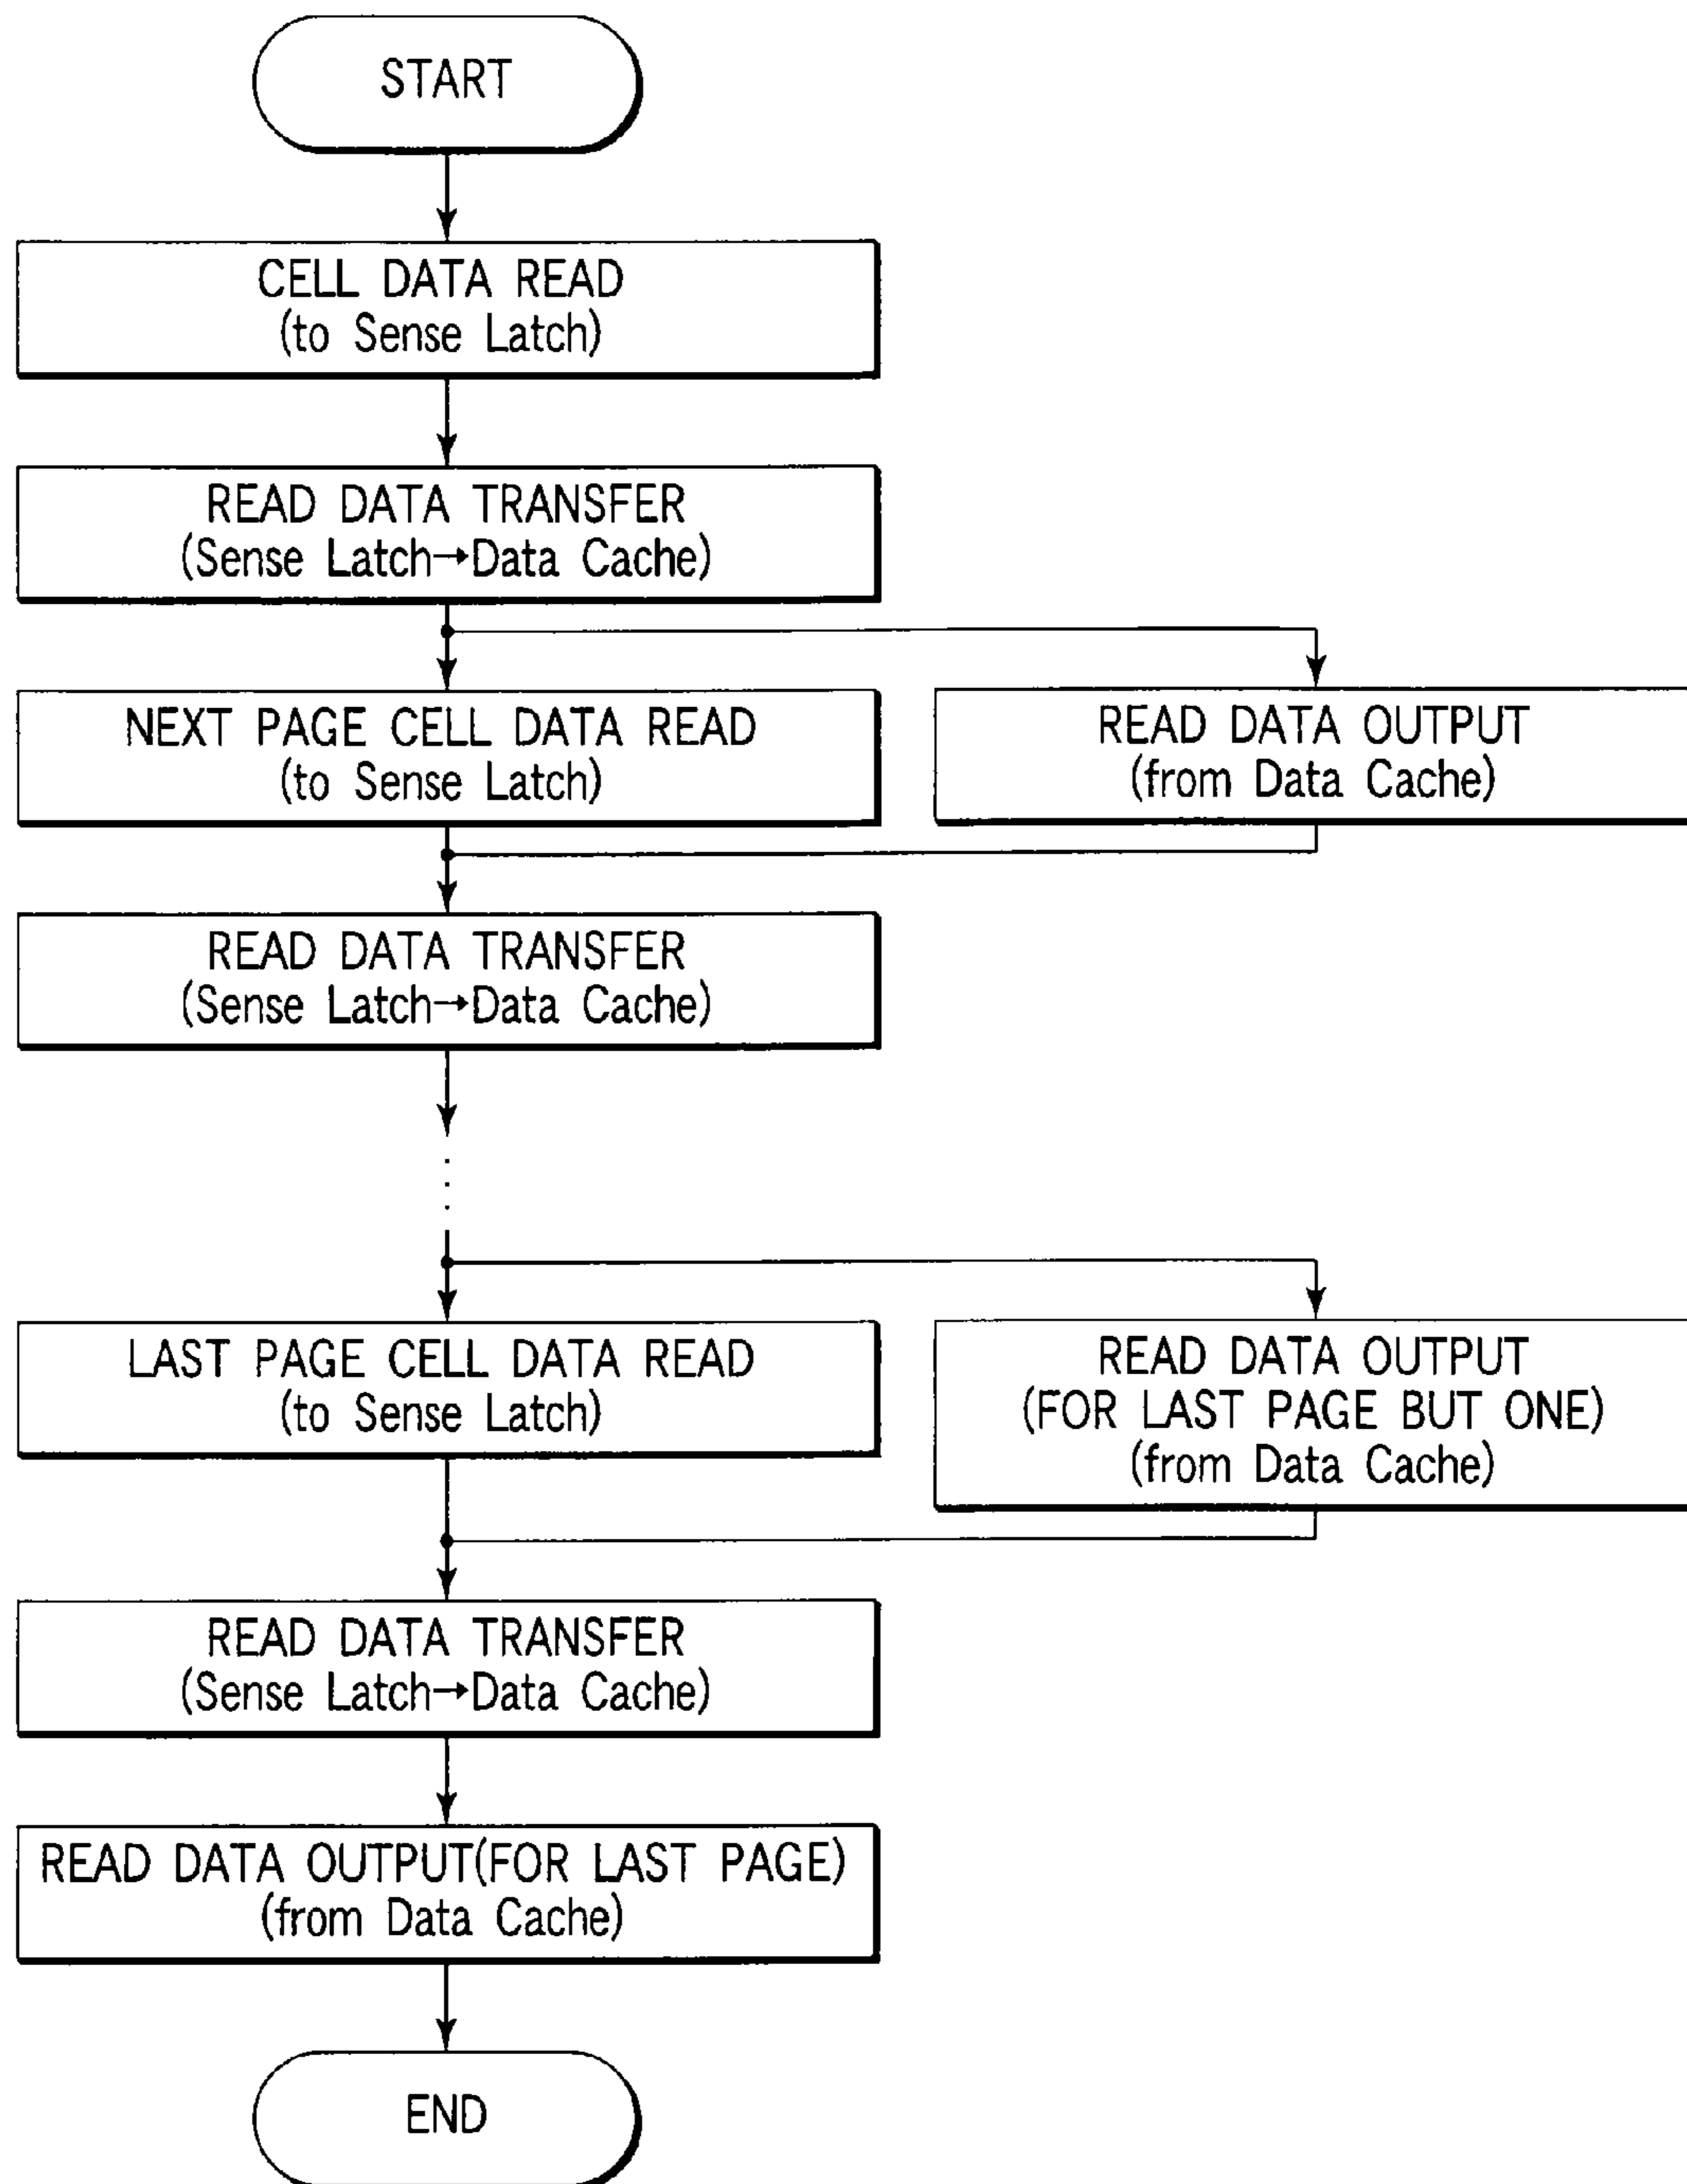 START
CELL DATA READ
(to Sense Latch)
READ DATA TRANSFER
(Sense Latch→Data Cache)
NEXT PAGE CELL DATA READ
(to Sense Latch)
READ DATA OUTPUT
(from Data Cache)
READ DATA TRANSFER
(Sense Latch→Data Cache)
LAST PAGE CELL DATA READ
(to Sense Latch)
READ DATA OUTPUT
(FOR LAST PAGE BUT ONE)
(from Data Cache)
READ DATA TRANSFER
(Sense Latch→Data Cache)
READ DATA OUTPUT(FOR LAST PAGE)
(from Data Cache)
END